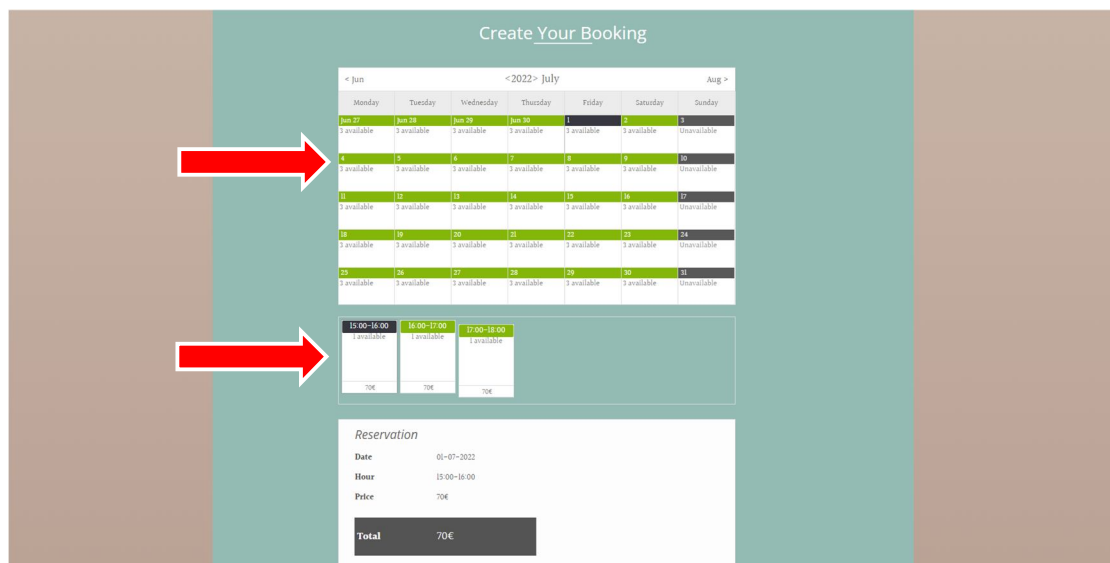 Create Your Booking
< Jun <2022> July Aug >
Monday Tuesday Wednesday Thursday Friday Saturday Sunday
Jun 27 Jun 28 Jun 29 Jun 30 1 2 3
3 available 3 available 3 available 3 available 3 available 3 available Unavailable
4 5 6 7 8 9 10
3 available 3 available 3 available 3 available 3 available 3 available Unavailable
11 12 13 14 15 16 17
3 available 3 available 3 available 3 available 3 available 3 available Unavailable
18 19 20 21 22 23 24
3 available 3 available 3 available 3 available 3 available 3 available Unavailable
25 26 27 28 29 30 31
3 available 3 available 3 available 3 available 3 available 3 available Unavailable
15:00-16:00 16:00-17:00 17:00-18:00
1 available 1 available 1 available
70€ 70€ 70€
Reservation
Date 01-07-2022
Hour 15:00-16:00
Price 70€
Total 70€